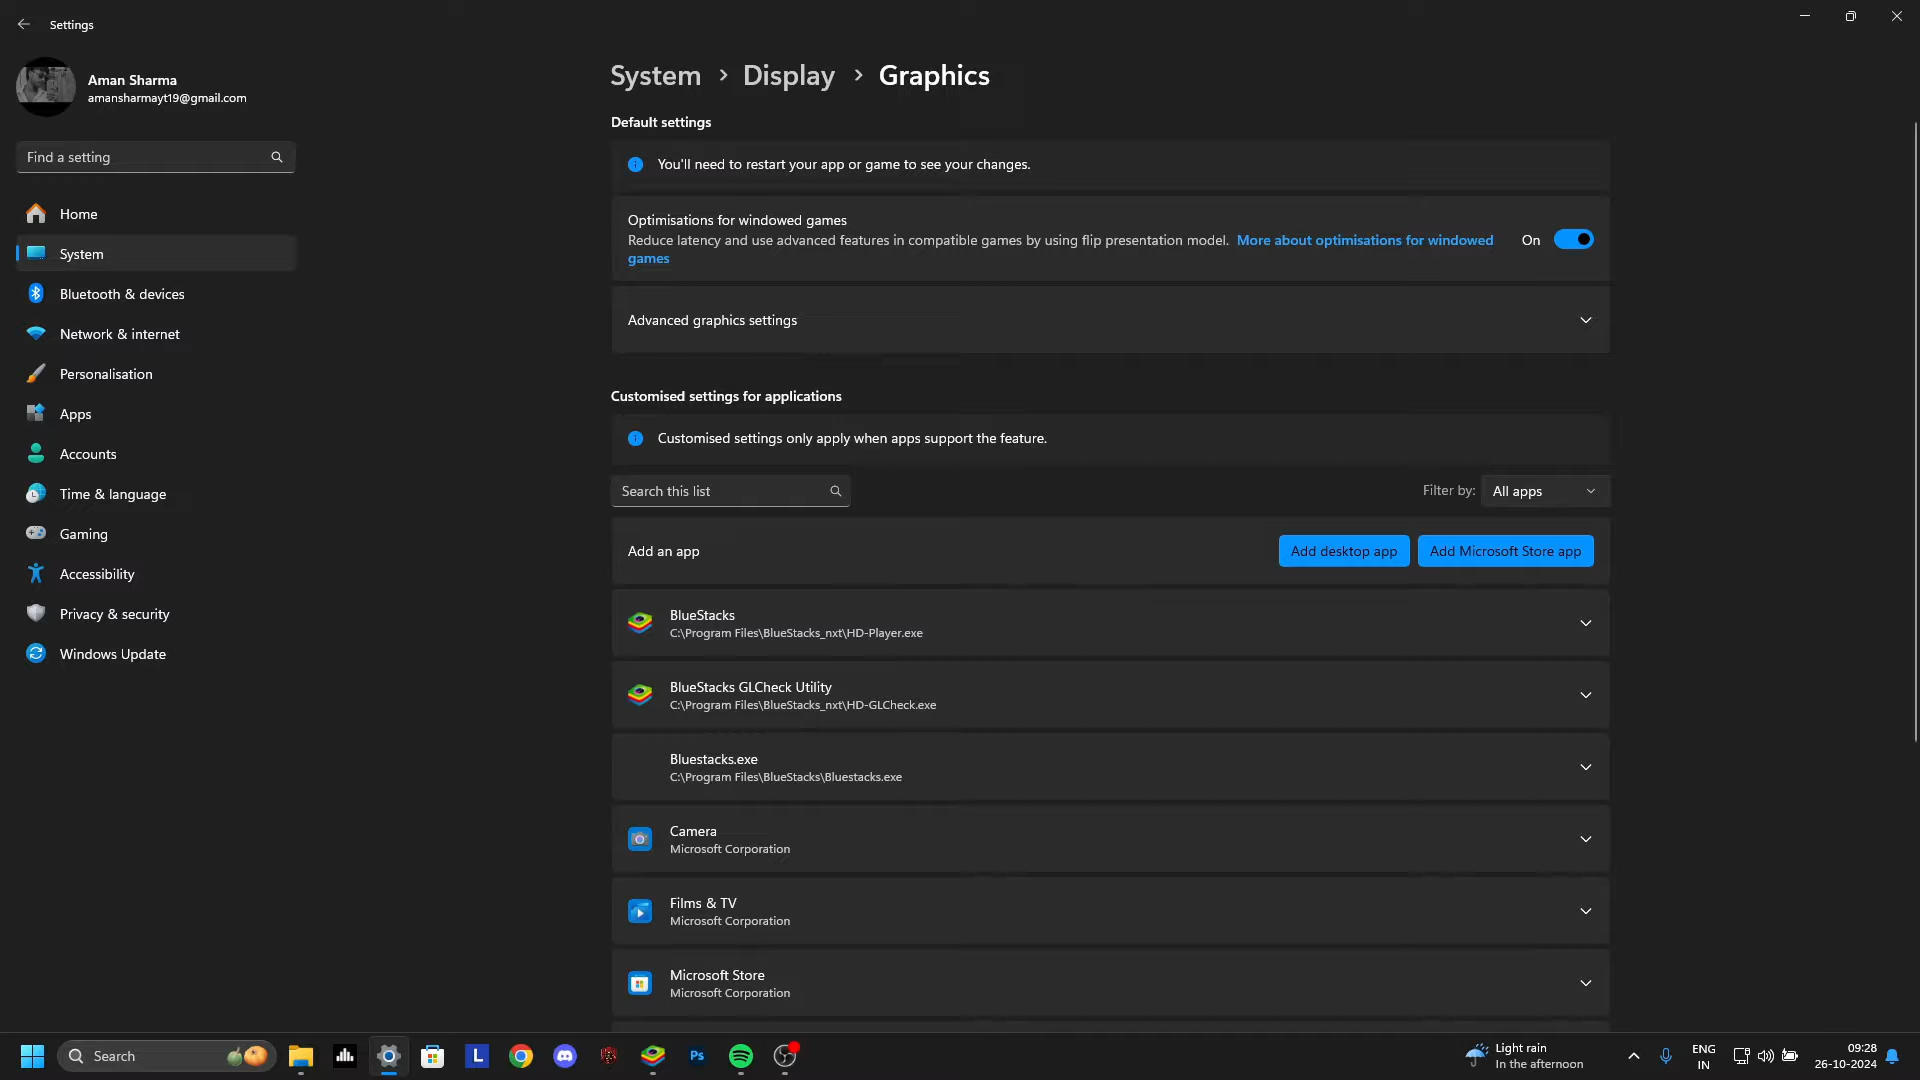 Settings
Aman Sharma
amansharmayt19@gmail.com
Find a setting
Home
System
Bluetooth & devices
Network & internet
Personalisation
Apps
Accounts
Time & language
Gaming
Accessibility
Privacy & security
Windows Update
System > Display > Graphics
Default settings
You'll need to restart your app or game to see your changes.
Optimisations for windowed games
Reduce latency and use advanced features in compatible games by using flip presentation model. More about optimisations for windowed
games
On
Advanced graphics settings
Customised settings for applications
Customised settings only apply when apps support the feature.
Search this list
Filter by: All apps
Add an app
Add desktop app
Add Microsoft Store app
BlueStacks
C:\Program Files\BlueStacks_nxt\HD-Player.exe
BlueStacks GLCheck Utility
C:\Program Files\BlueStacks_nxt\HD-GLCheck.exe
Bluestacks.exe
C:\Program Files\BlueStacks\Bluestacks.exe
Camera
Microsoft Corporation
Films & TV
Microsoft Corporation
Microsoft Store
Microsoft Corporation
Search
L
Ps
Light rain
In the afternoon
ENG
IN
09:28
26-10-2024